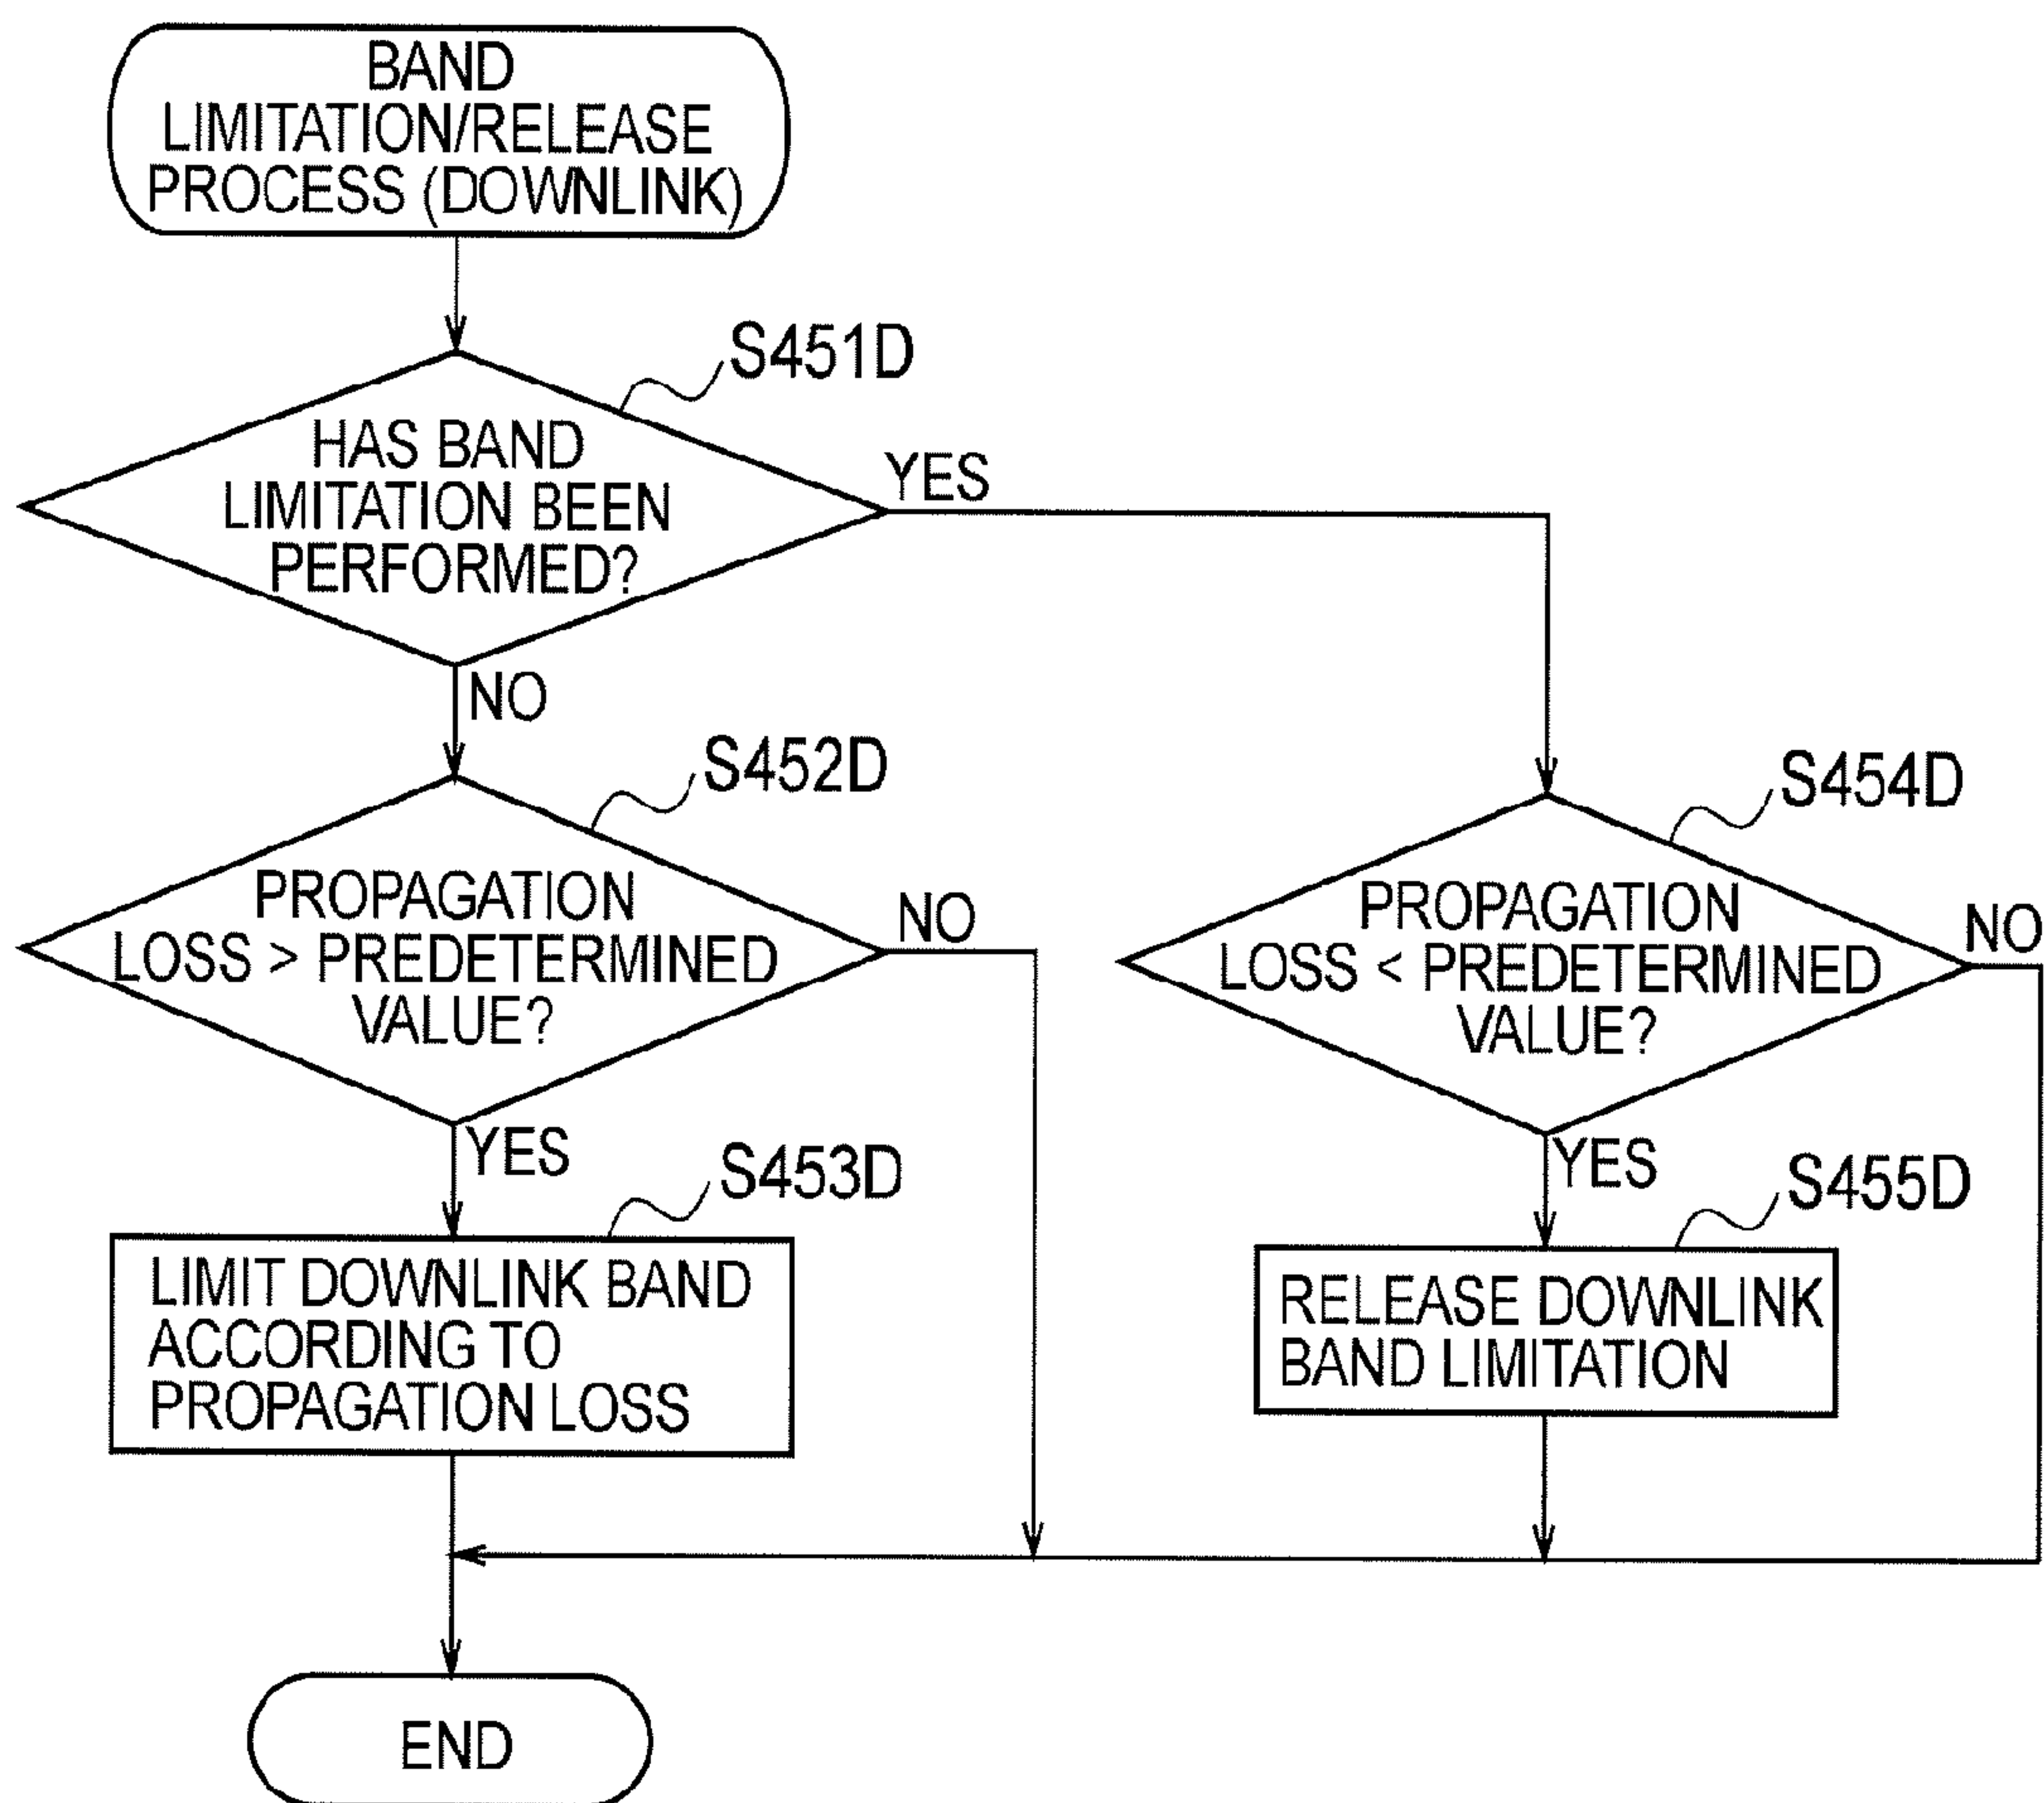 BAND
LIMITATION/RELEASE
PROCESS (DOWNLINK)
S451D
HAS BAND
LIMITATION BEEN
PERFORMED?
YES
NO
S452D
PROPAGATION
LOSS > PREDETERMINED
VALUE?
NO
YES
S453D
LIMIT DOWNLINK BAND
ACCORDING TO
PROPAGATION LOSS
S454D
PROPAGATION
LOSS < PREDETERMINED
VALUE?
NO
YES
S455D
RELEASE DOWNLINK
BAND LIMITATION
END